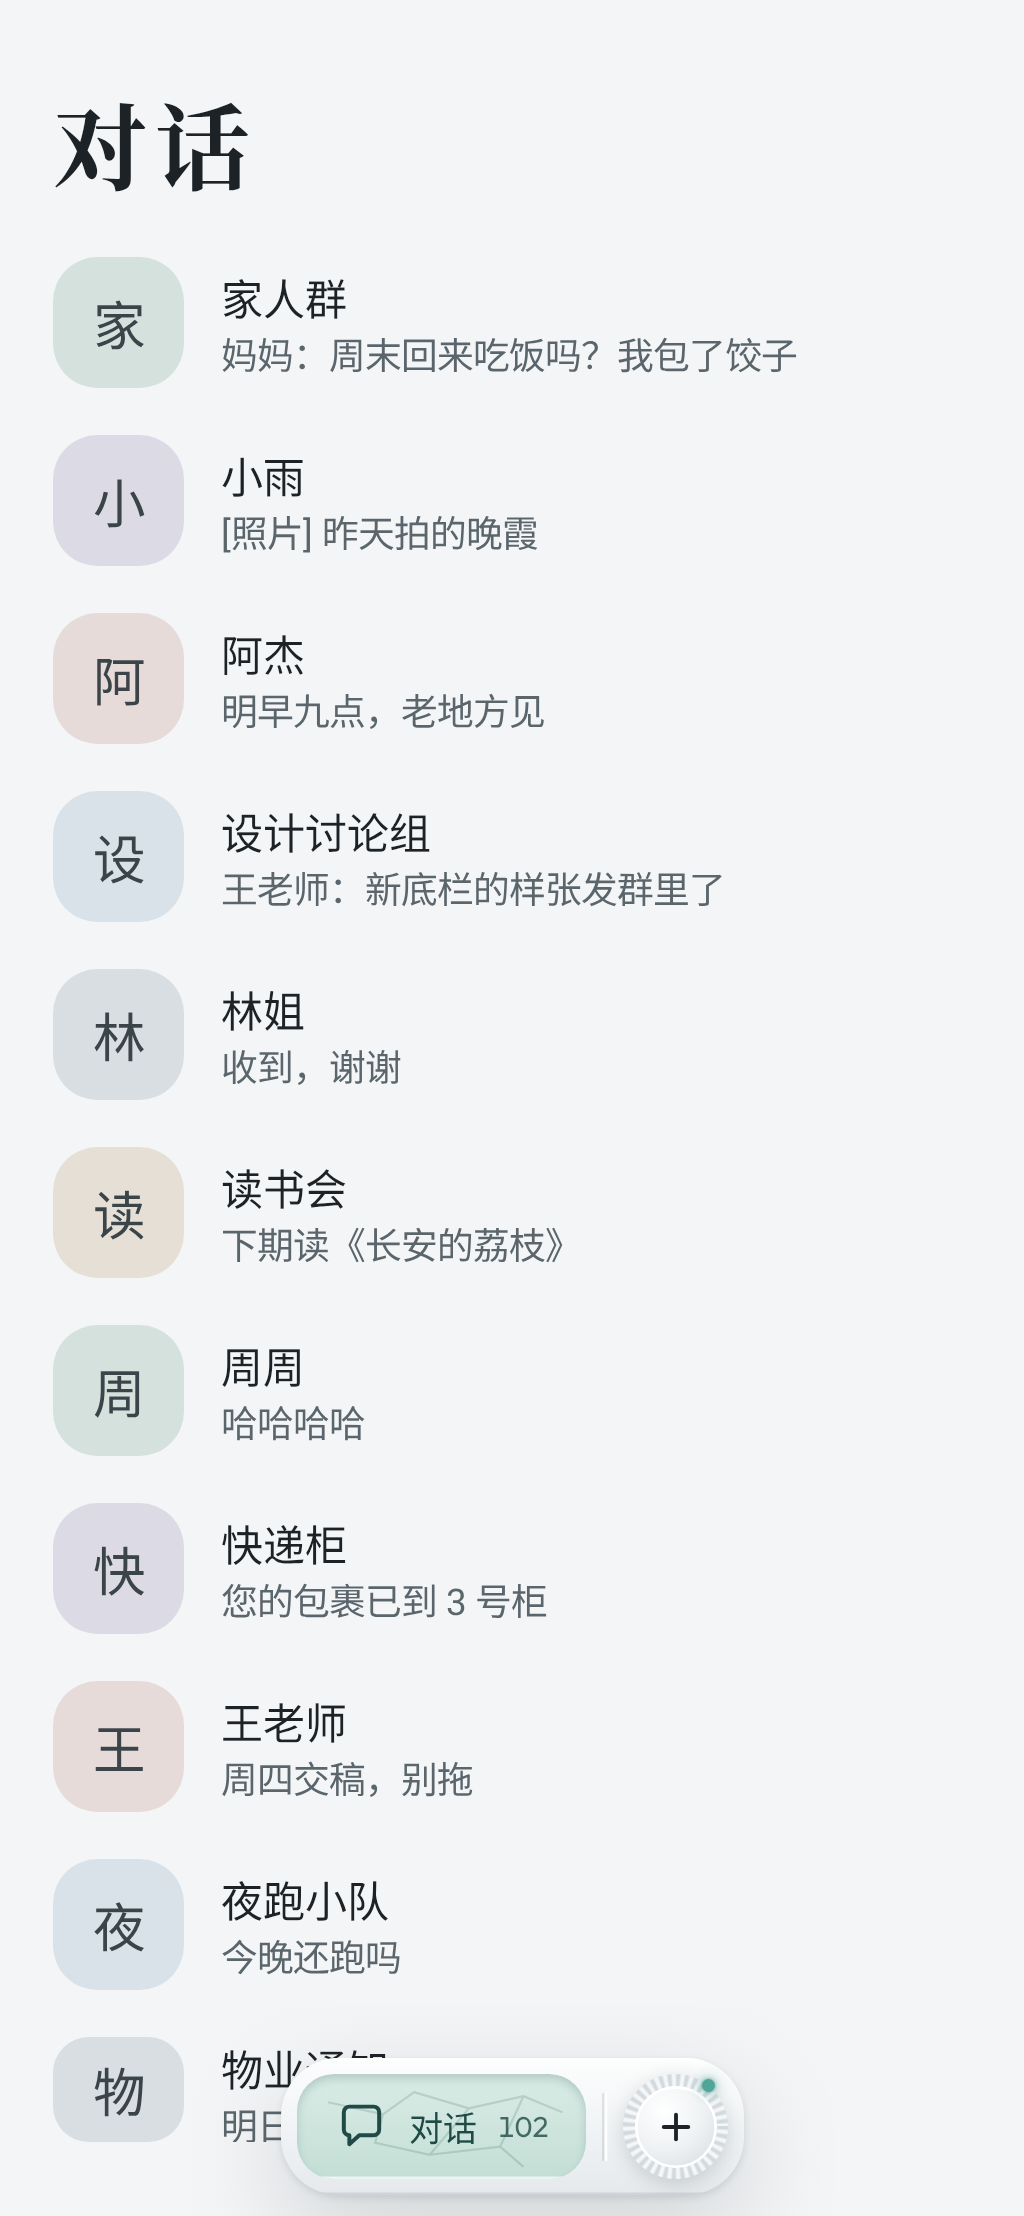 对话
家
家人群
妈妈：周末回来吃饭吗？我包了饺子
小
小雨
[照片] 昨天拍的晚霞
阿
阿杰
明早九点，老地方见
设
设计讨论组
王老师：新底栏的样张发群里了
林
林姐
收到，谢谢
读
读书会
下期读《长安的荔枝》
周
周周
哈哈哈哈
快
快递柜
您的包裹已到 3 号柜
王
王老师
周四交稿，别拖
夜
夜跑小队
今晚还跑吗
物
物业通知
明日
对话 102